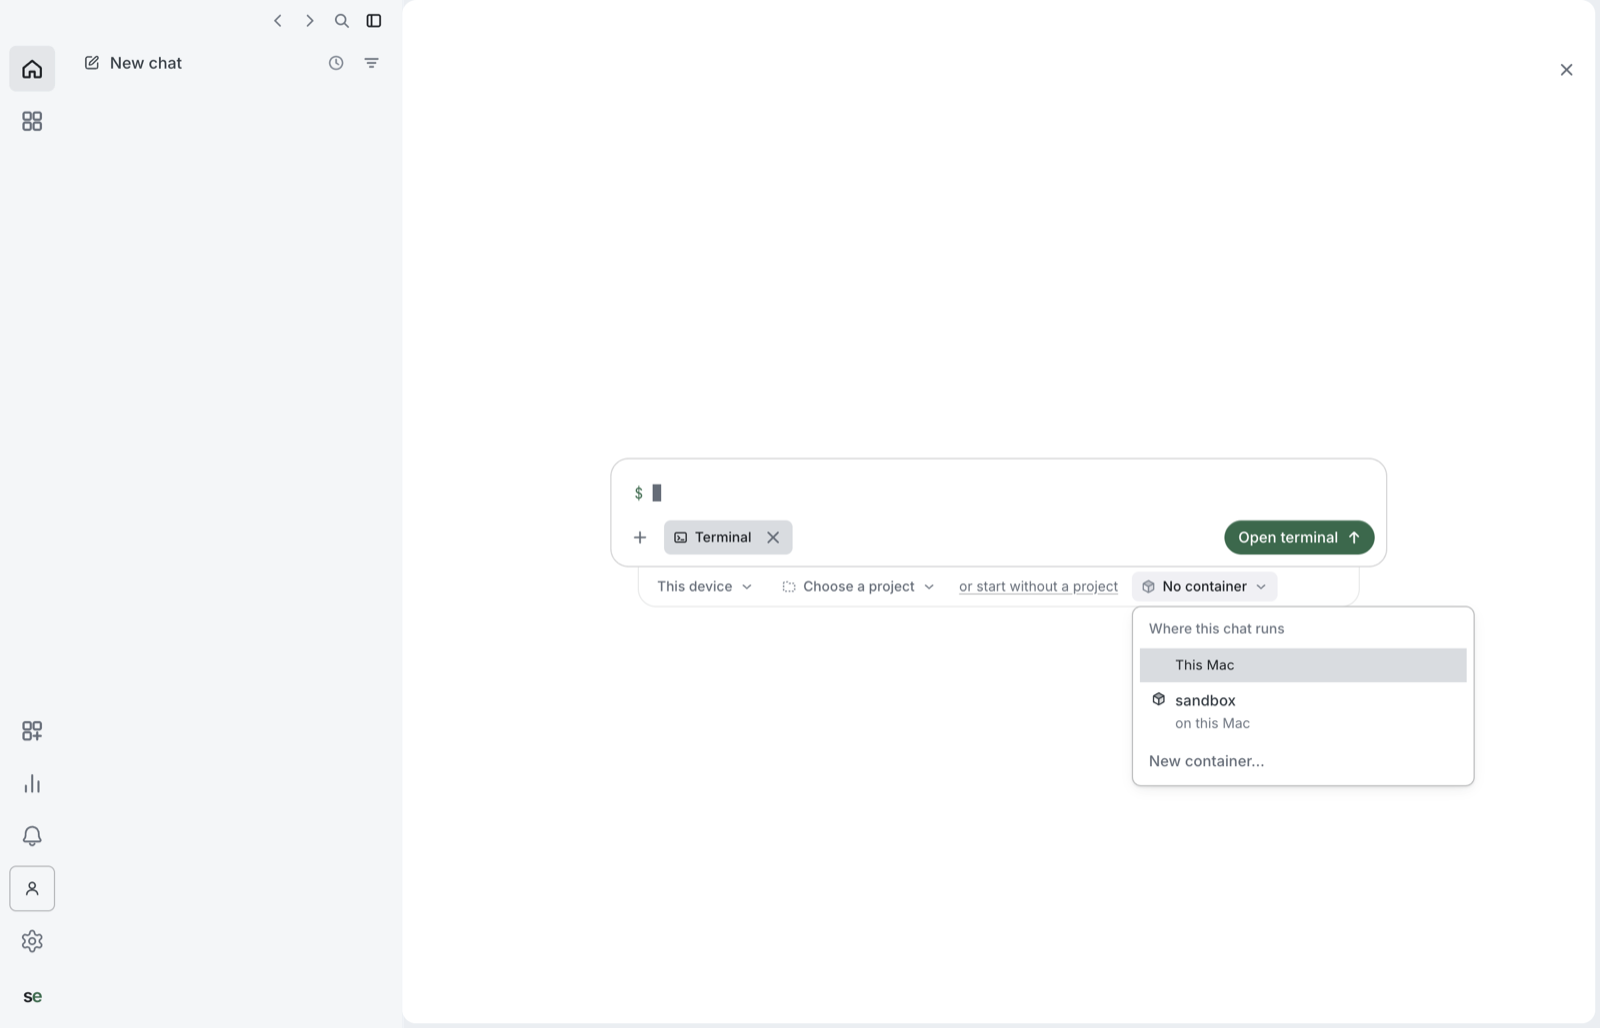 New chat
$
Terminal
Open terminal
This device
Choose a project
or start without a project
No container
Where this chat runs
This Mac
sandbox
on this Mac
New container...
se